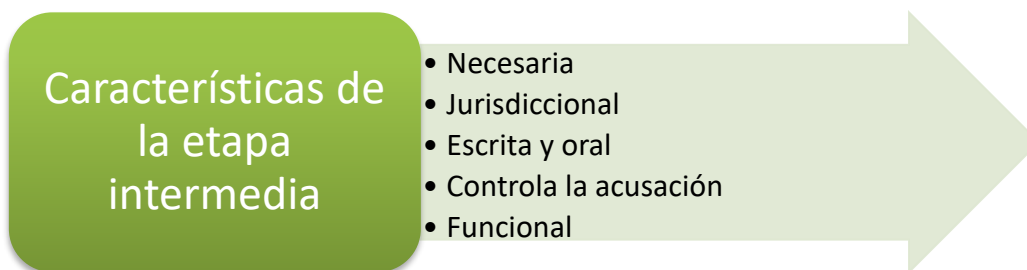 Características de
la etapa
intermedia
• Necesaria
• Jurisdiccional
• Escrita y oral
• Controla la acusación
• Funcional